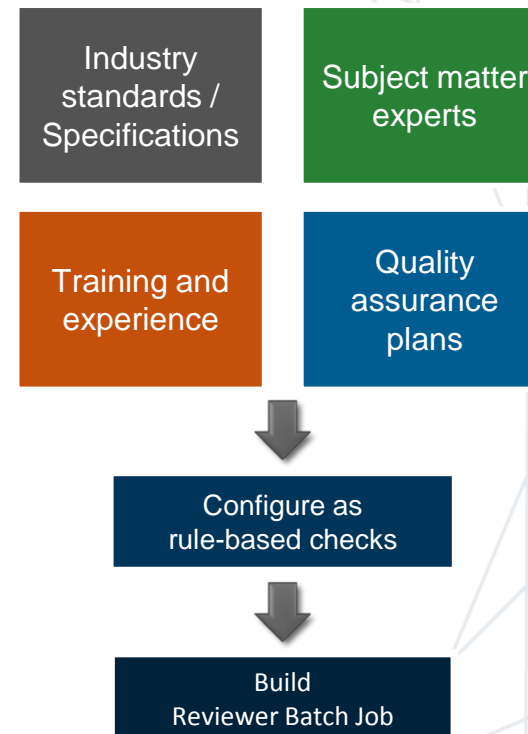 Industry
standards /
Specifications
Subject matter
experts
Training and
experience
Quality
assurance
plans
Configure as
rule-based checks
Build
Reviewer Batch Job